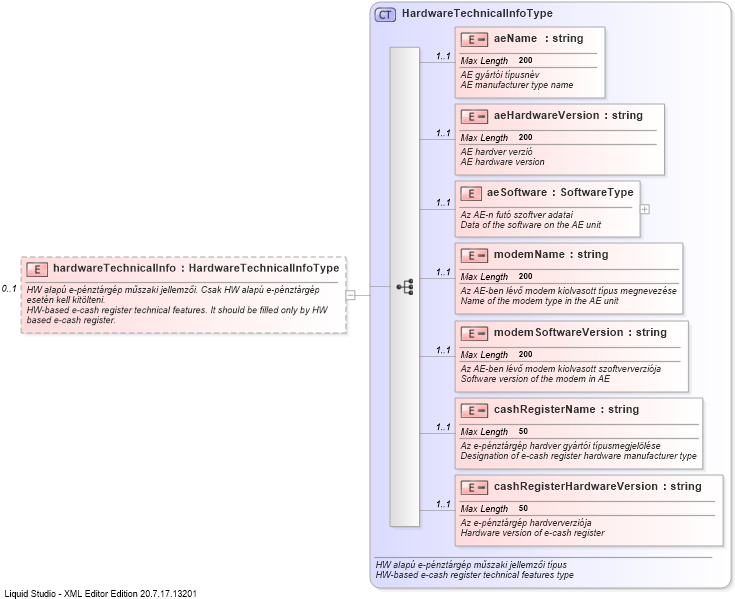 CT HardwareTechnicalInfoType
E aeName : string
1..1
Max Length 200
AE gyártói típusnév
AE manufacturer type name
E aeHardwareVersion : string
1..1
Max Length 200
AE hardver verzió
AE hardware version
E aeSoftware : SoftwareType
1..1
Az AE-n futó szoftver adatai
Data of the software on the AE unit
E modemName : string
1..1
Max Length 200
Az AE-ben lévő modem kiolvasott típus megnevezése
Name of the modem type in the AE unit
E hardwareTechnicalInfo : HardwareTechnicalInfoType
0..1
HW alapú e-pénztárgép műszaki jellemzői. Csak HW alapú e-pénztárgép
esetén kell kitölteni.
HW-based e-cash register technical features. It should be filled only by HW
based e-cash register.
E modemSoftwareVersion : string
1..1
Max Length 200
Az AE-ben lévő modem kiolvasott szoftververziója
Software version of the modem in AE
E cashRegisterName : string
1..1
Max Length 50
Az e-pénztárgép hardver gyártói típusmegjelölése
Designation of e-cash register hardware manufacturer type
E cashRegisterHardwareVersion : string
1..1
Max Length 50
Az e-pénztárgép hardververziója
Hardware version of e-cash register
HW alapú e-pénztárgép műszaki jellemzői típus
HW-based e-cash register technical features type
Liquid Studio - XML Editor Edition 20.7.17.13201